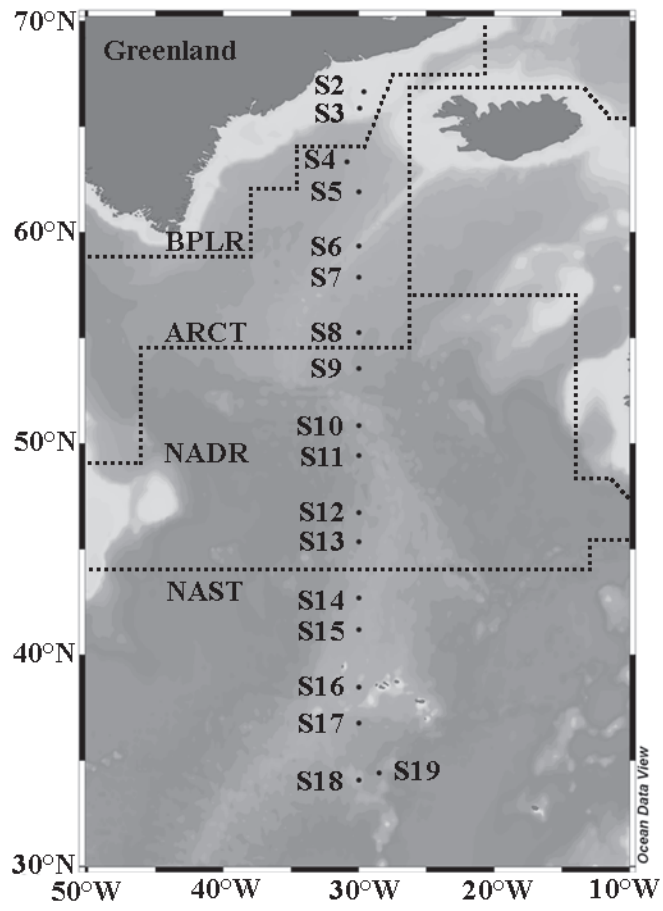 70°N
Greenland
S2
S3
S4
S5
60°N
BPLR
S6
S7
ARCT
S8
S9
S10
50°N
NADR
S11
S12
S13
NAST
S14
S15
40°N
S16
S17
S19
S18
30°N
50°W 40°W 30°W 20°W 10°W
Ocean Data View